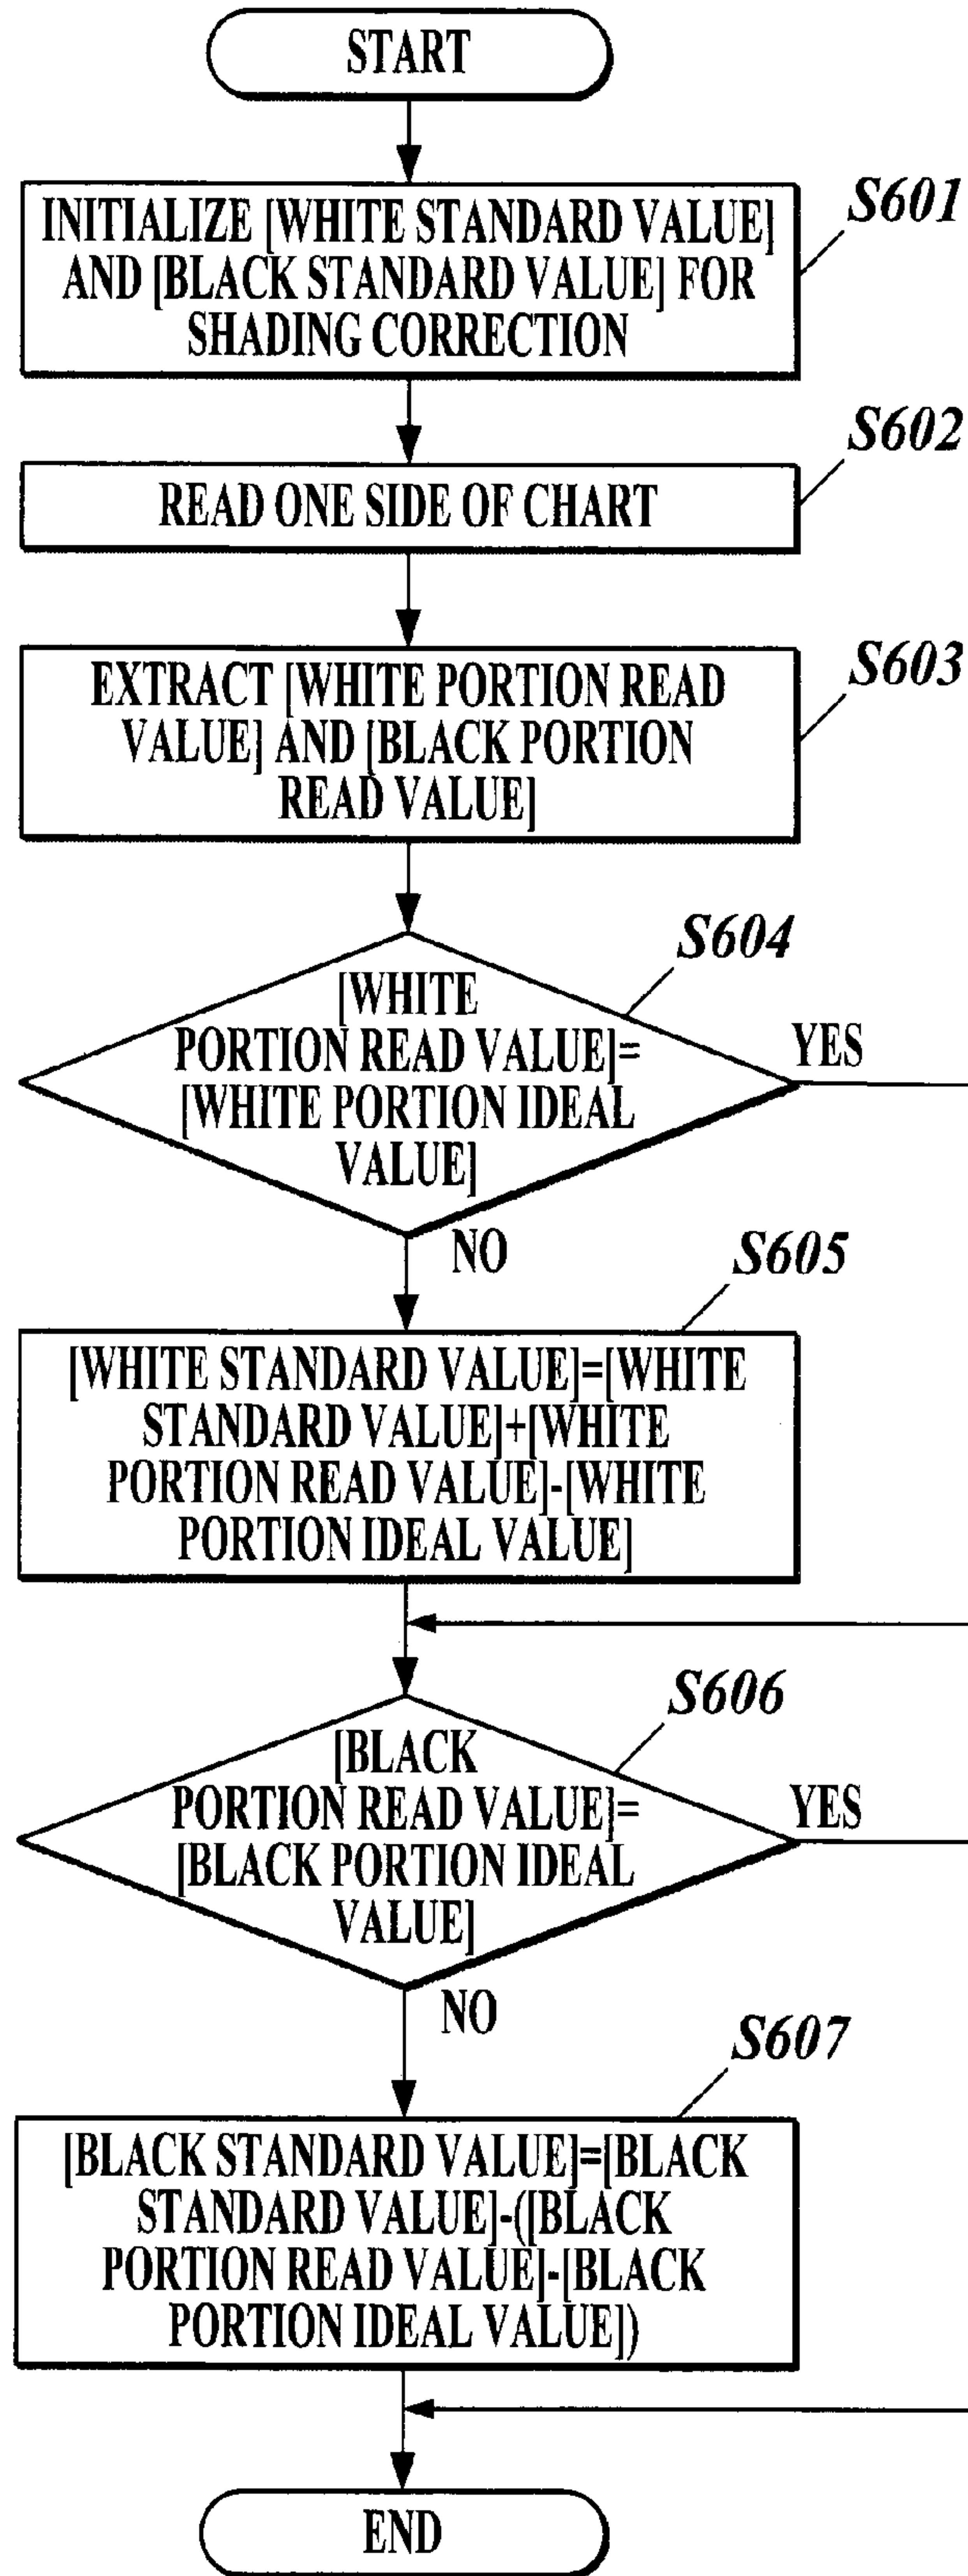 START
S601
INITIALIZE [WHITE STANDARD VALUE]
AND [BLACK STANDARD VALUE] FOR
SHADING CORRECTION
S602
READ ONE SIDE OF CHART
S603
EXTRACT [WHITE PORTION READ
VALUE] AND [BLACK PORTION
READ VALUE]
S604
[WHITE
PORTION READ VALUE]=
[WHITE PORTION IDEAL
VALUE]
YES
NO
S605
[WHITE STANDARD VALUE]=[WHITE
STANDARD VALUE]+[WHITE
PORTION READ VALUE]-[WHITE
PORTION IDEAL VALUE]
S606
[BLACK
PORTION READ VALUE]=
[BLACK PORTION IDEAL
VALUE]
YES
NO
S607
[BLACK STANDARD VALUE]=[BLACK
STANDARD VALUE]-([BLACK
PORTION READ VALUE]-[BLACK
PORTION IDEAL VALUE])
END